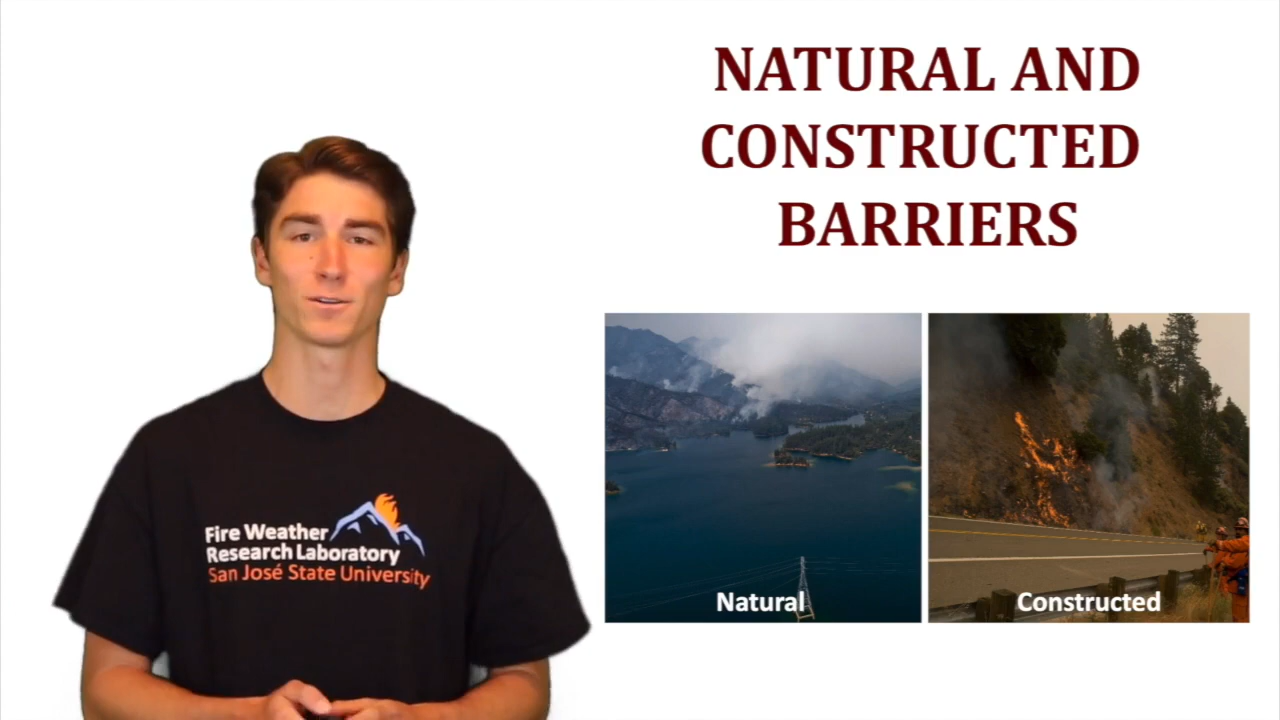 NATURAL AND
CONSTRUCTED
BARRIERS
Fire Weather
Research Laboratory
San José State University
Natural
Constructed